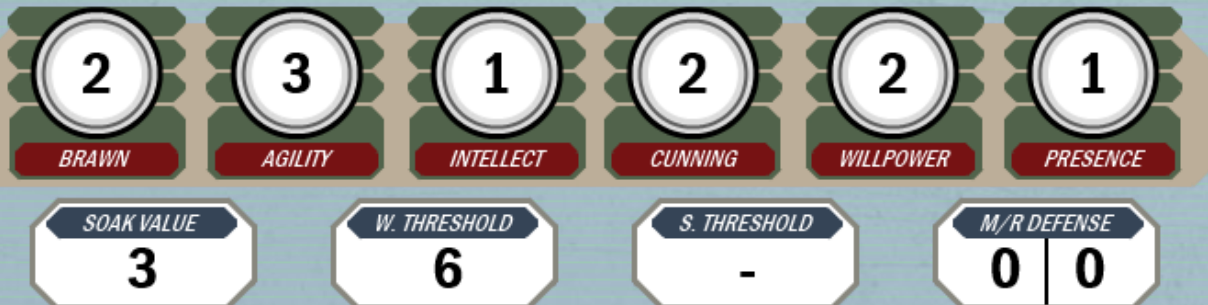 2 3 1 2 2 1
BRAWN AGILITY INTELLECT CUNNING WILLPOWER PRESENCE
SOAK VALUE W. THRESHOLD S. THRESHOLD M/R DEFENSE
3 6 - 0 0